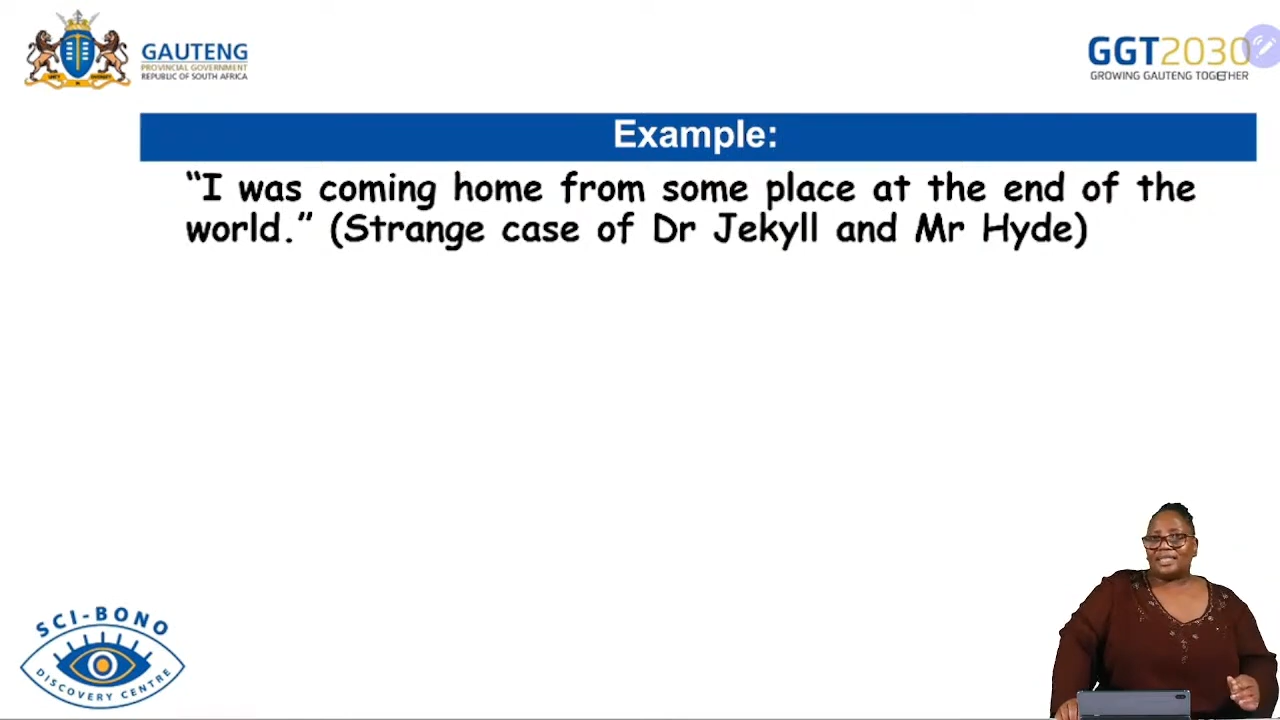 GAUTENG
PROVINCIAL GOVERNMENT
REPUBLIC OF SOUTH AFRICA
GGT2030
GROWING GAUTENG TOGETHER
Example:
“I was coming home from some place at the end of the
world.” (Strange case of Dr Jekyll and Mr Hyde)
SCI-BONO
DISCOVERY CENTRE